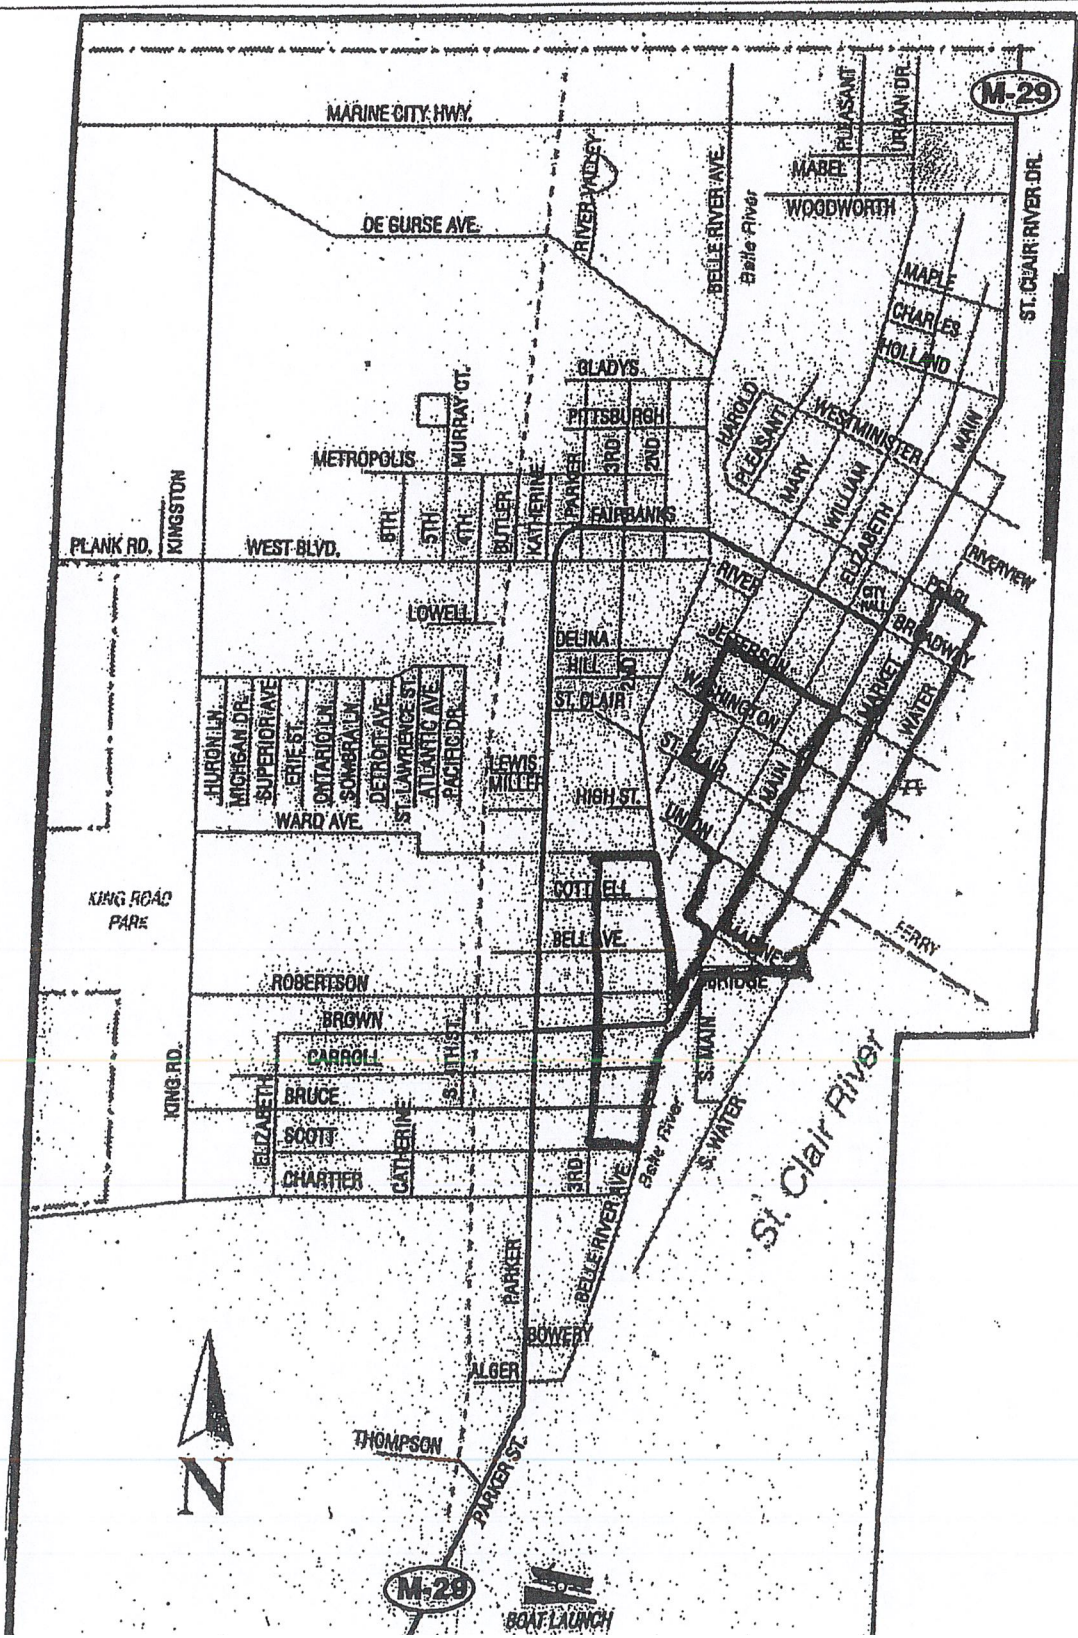 M-29
MARINE CITY HWY.
PLEASANT
URBAN DR.
MABEL
WOODWORTH
BELLE RIVER AVE.
Belle River
RIVER VALLEY
DE GURSE AVE.
ST. CLAIR RIVER DR.
MAPLE
CHARLES
HOLLAND
GLADYS
PITTSBURGH
MURRAY CT.
METROPOLIS
3RD
2ND
HAROLD
PLEASANT
WESTMINISTER
MAIN
MARY
WILLIAM
ELIZABETH
KINGSTON
6TH
5TH
4TH
BUTLER
KATHERINE
PARKER
FAIRBANKS
PLANK RD.
WEST BLVD.
RIVERVIEW
PEARL
CITY
HALL
BROADWAY
RIVER
LOWELL
DELINA
HILL
2ND
ST. CLAIR
JEFFERSON
WASHINGTON
MARKET
WATER
HURON LN.
MICHIGAN DR.
SUPERIOR AVE
ERIE ST.
ONTARIO LN.
SOMBRA LN.
DETROIT AVE.
ST. LAWRENCE ST.
ATLANTIC AVE.
PACIFIC DR.
LEWIS
MILLER
HIGH ST.
ST. CLAIR
MAIN
UNION
WARD AVE.
KING ROAD
PARK
COTTRELL
BELL AVE.
MARINE
FERRY
BRIDGE
ROBERTSON
BROWN
CARROLL
BRUCE
SCOTT
CHARTIER
KING RD.
ELIZABETH
CATHERINE
S. 4TH ST.
3RD
S. MAIN
S. WATER
Belle River
BELLE RIVER AVE.
St. Clair River
PARKER
BOWERY
ALGER
THOMPSON
PARKER ST.
N
M-29
BOAT LAUNCH